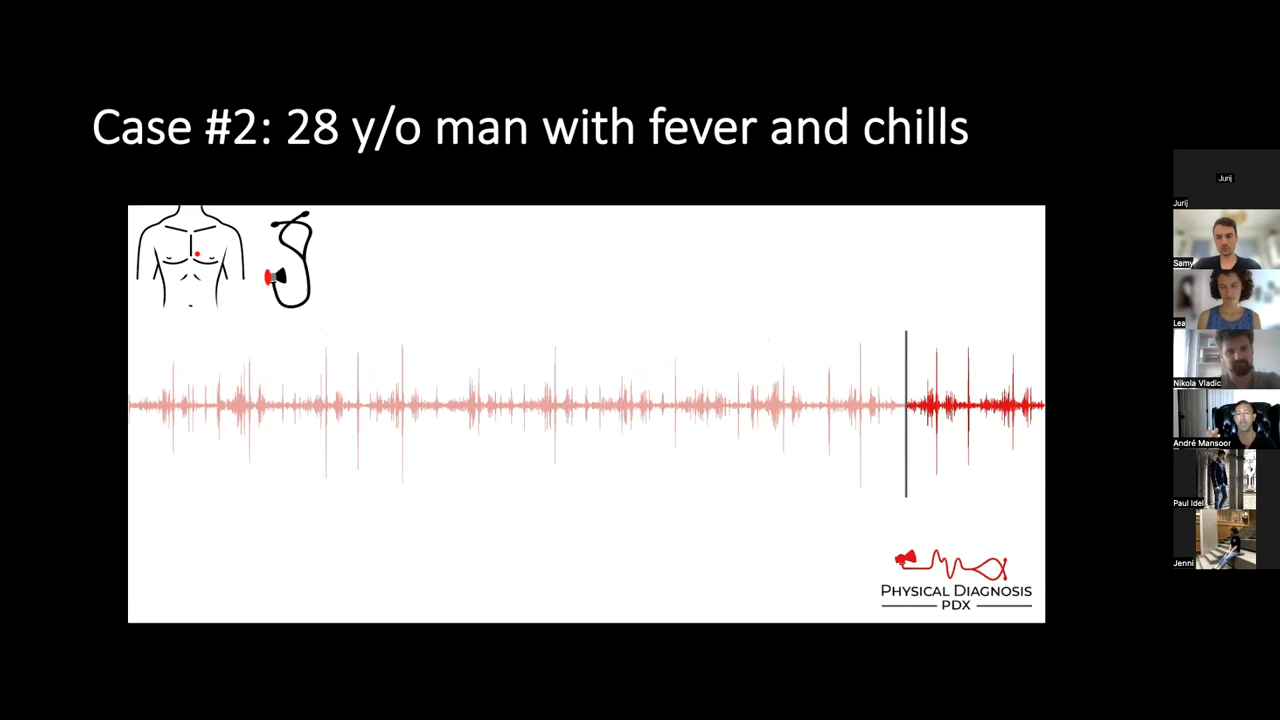 Case #2: 28 y/o man with fever and chills
Jurij
Jurij
Samy
Lea
Nikola Vladic
André Mansoor
Paul Idel
Jenni
PHYSICAL DIAGNOSIS
PDX